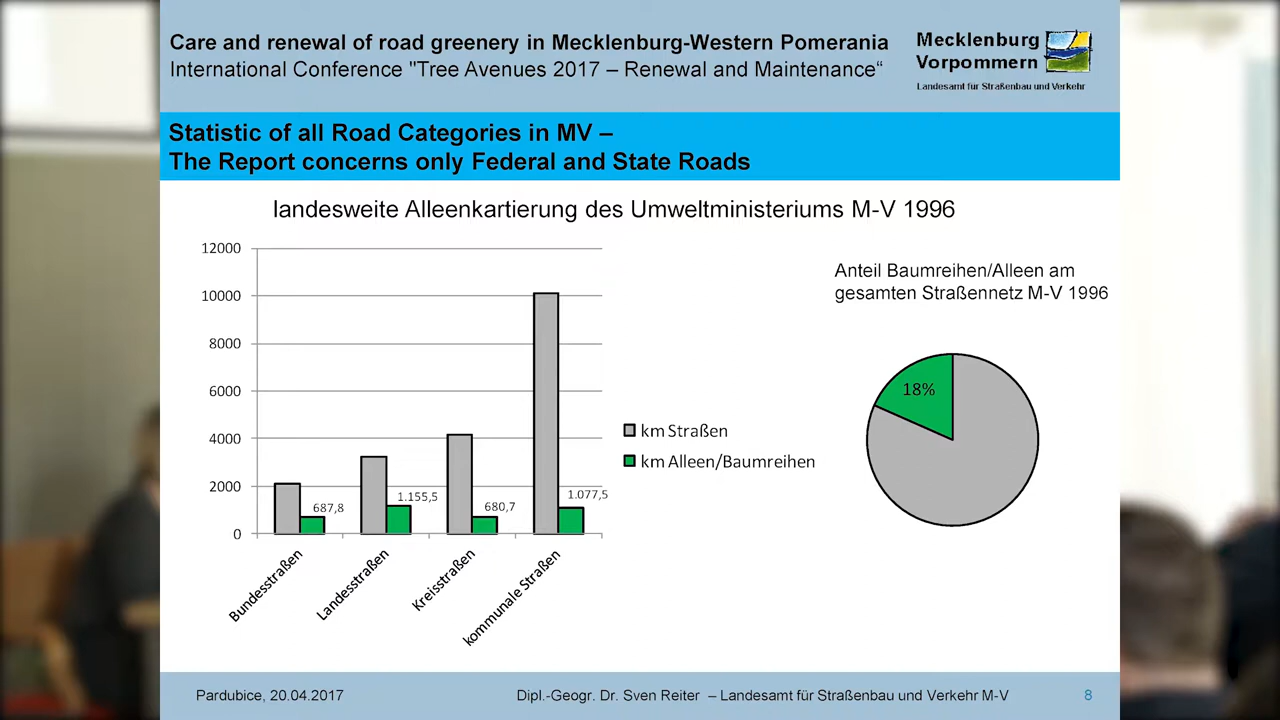 Care and renewal of road greenery in Mecklenburg-Western Pomerania
International Conference "Tree Avenues 2017 – Renewal and Maintenance“
Mecklenburg
Vorpommern
Landesamt für Straßenbau und Verkehr
Statistic of all Road Categories in MV –
The Report concerns only Federal and State Roads
landesweite Alleenkartierung des Umweltministeriums M-V 1996
12000
10000
8000
6000
4000
2000
0
687,8
1.155,5
680,7
1.077,5
Bundesstraßen
Landesstraßen
Kreisstraßen
kommunale Straßen
km Straßen
km Alleen/Baumreihen
Anteil Baumreihen/Alleen am
gesamten Straßennetz M-V 1996
18%
Pardubice, 20.04.2017
Dipl.-Geogr. Dr. Sven Reiter – Landesamt für Straßenbau und Verkehr M-V
8